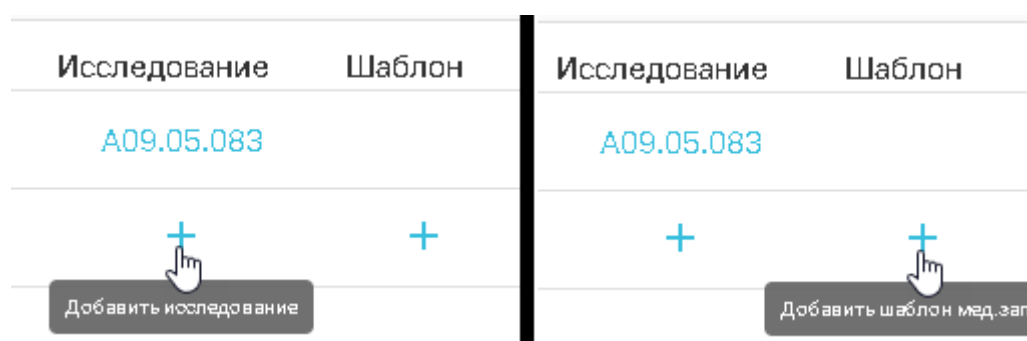 Исследование Шаблон
A09.05.083
Добавить исследование
Исследование Шаблон
A09.05.083
Добавить шаблон мед.зап